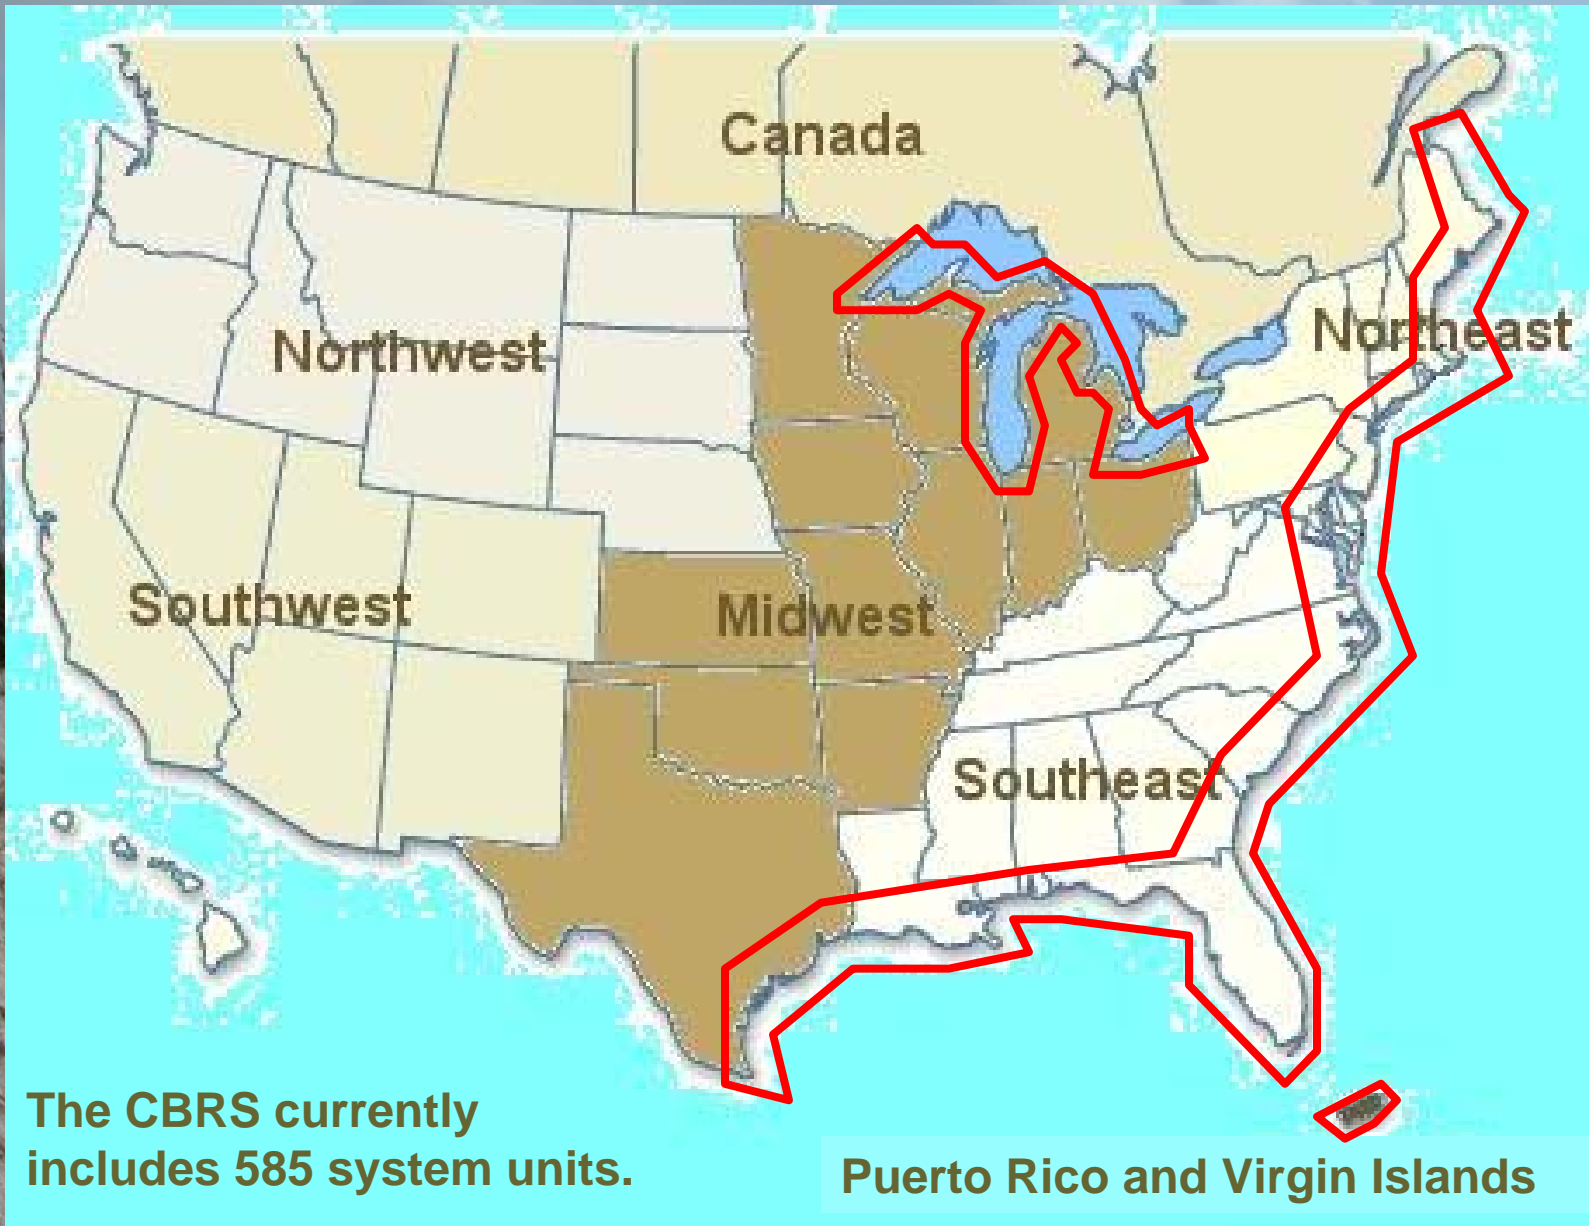 Canada
Northwest
Northeast
Southwest
Midwest
Southeast
The CBRS currently
includes 585 system units.
Puerto Rico and Virgin Islands